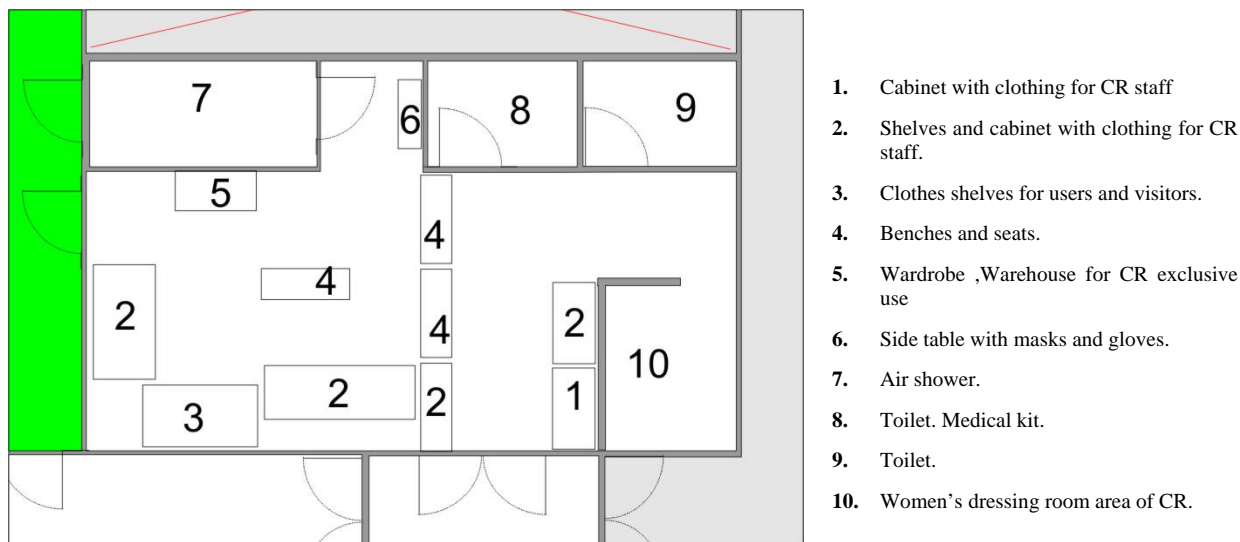 7
6
8
9
5
4
4
2
4
2
10
3
2
2
1
1. Cabinet with clothing for CR staff
2. Shelves and cabinet with clothing for CR
staff.
3. Clothes shelves for users and visitors.
4. Benches and seats.
5. Wardrobe ,Warehouse for CR exclusive
use
6. Side table with masks and gloves.
7. Air shower.
8. Toilet. Medical kit.
9. Toilet.
10. Women’s dressing room area of CR.